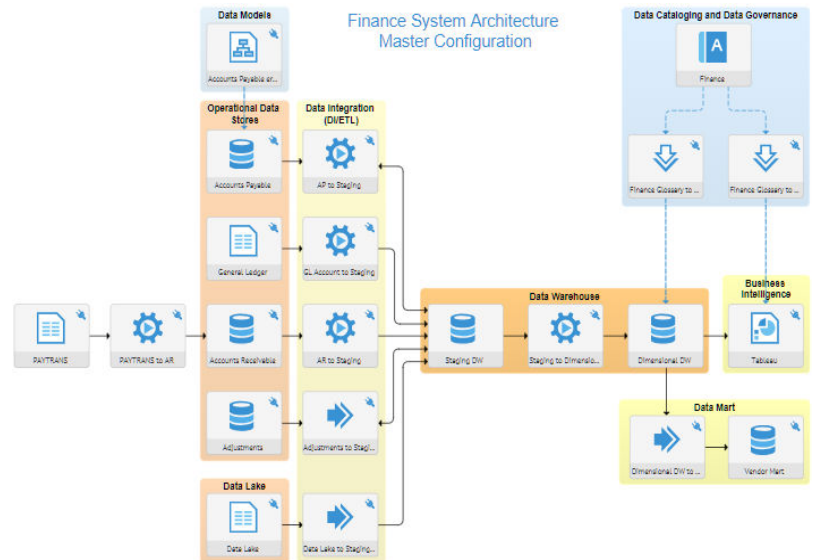 Data Models
Finance System Architecture
Master Configuration
Data Cataloging and Data Governance
Accounts Payable er...
Finance
Operational Data
Stores
Data Integration
(DI/ETL)
Accounts Payable
AP to Staging
Finance Glossary to ...
Finance Glossary to ...
General Ledger
GL Account to Staging
Data Warehouse
Business
Intelligence
PAYTRANS
PAYTRANS to AR
Accounts Receivable
AR to Staging
Staging DW
Staging to Dimensio...
Dimensional DW
Tableau
Data Mart
Adjustments
Adjustments to Stagi...
Dimensional DW to ...
Vendor Mart
Data Lake
Data Lake
Data Lake to Staging...